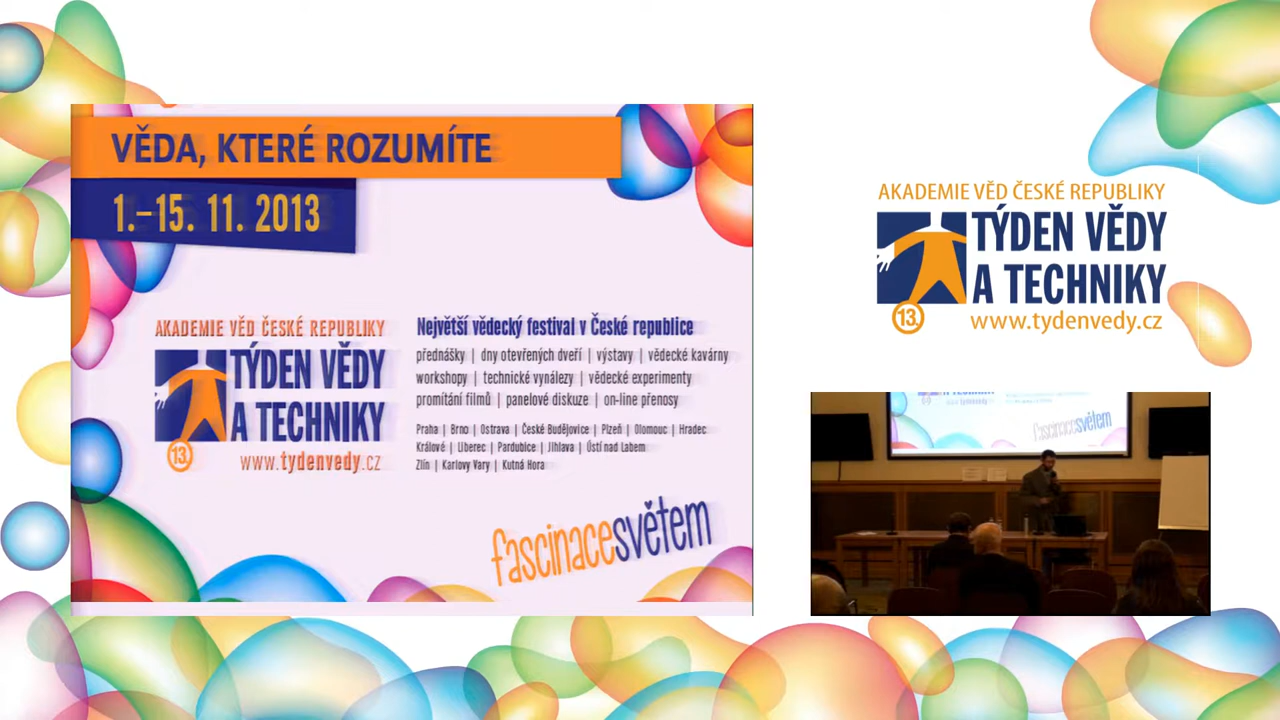 VĚDA, KTERÉ ROZUMÍTE
1.–15. 11. 2013
AKADEMIE VĚD ČESKÉ REPUBLIKY
TÝDEN VĚDY
A TECHNIKY
13.
www.tydenvedy.cz
Největší vědecký festival v České republice
přednášky | dny otevřených dveří | výstavy | vědecké kavárny
workshopy | technické vynálezy | vědecké experimenty
promítání filmů | panelové diskuze | on-line přenosy
Praha | Brno | Ostrava | České Budějovice | Plzeň | Olomouc | Hradec
Králové | Liberec | Pardubice | Jihlava | Ústí nad Labem
Zlín | Karlovy Vary | Kutná Hora
fascinacesvětem
AKADEMIE VĚD ČESKÉ REPUBLIKY
TÝDEN VĚDY
A TECHNIKY
13.
www.tydenvedy.cz
fascinacesvětem